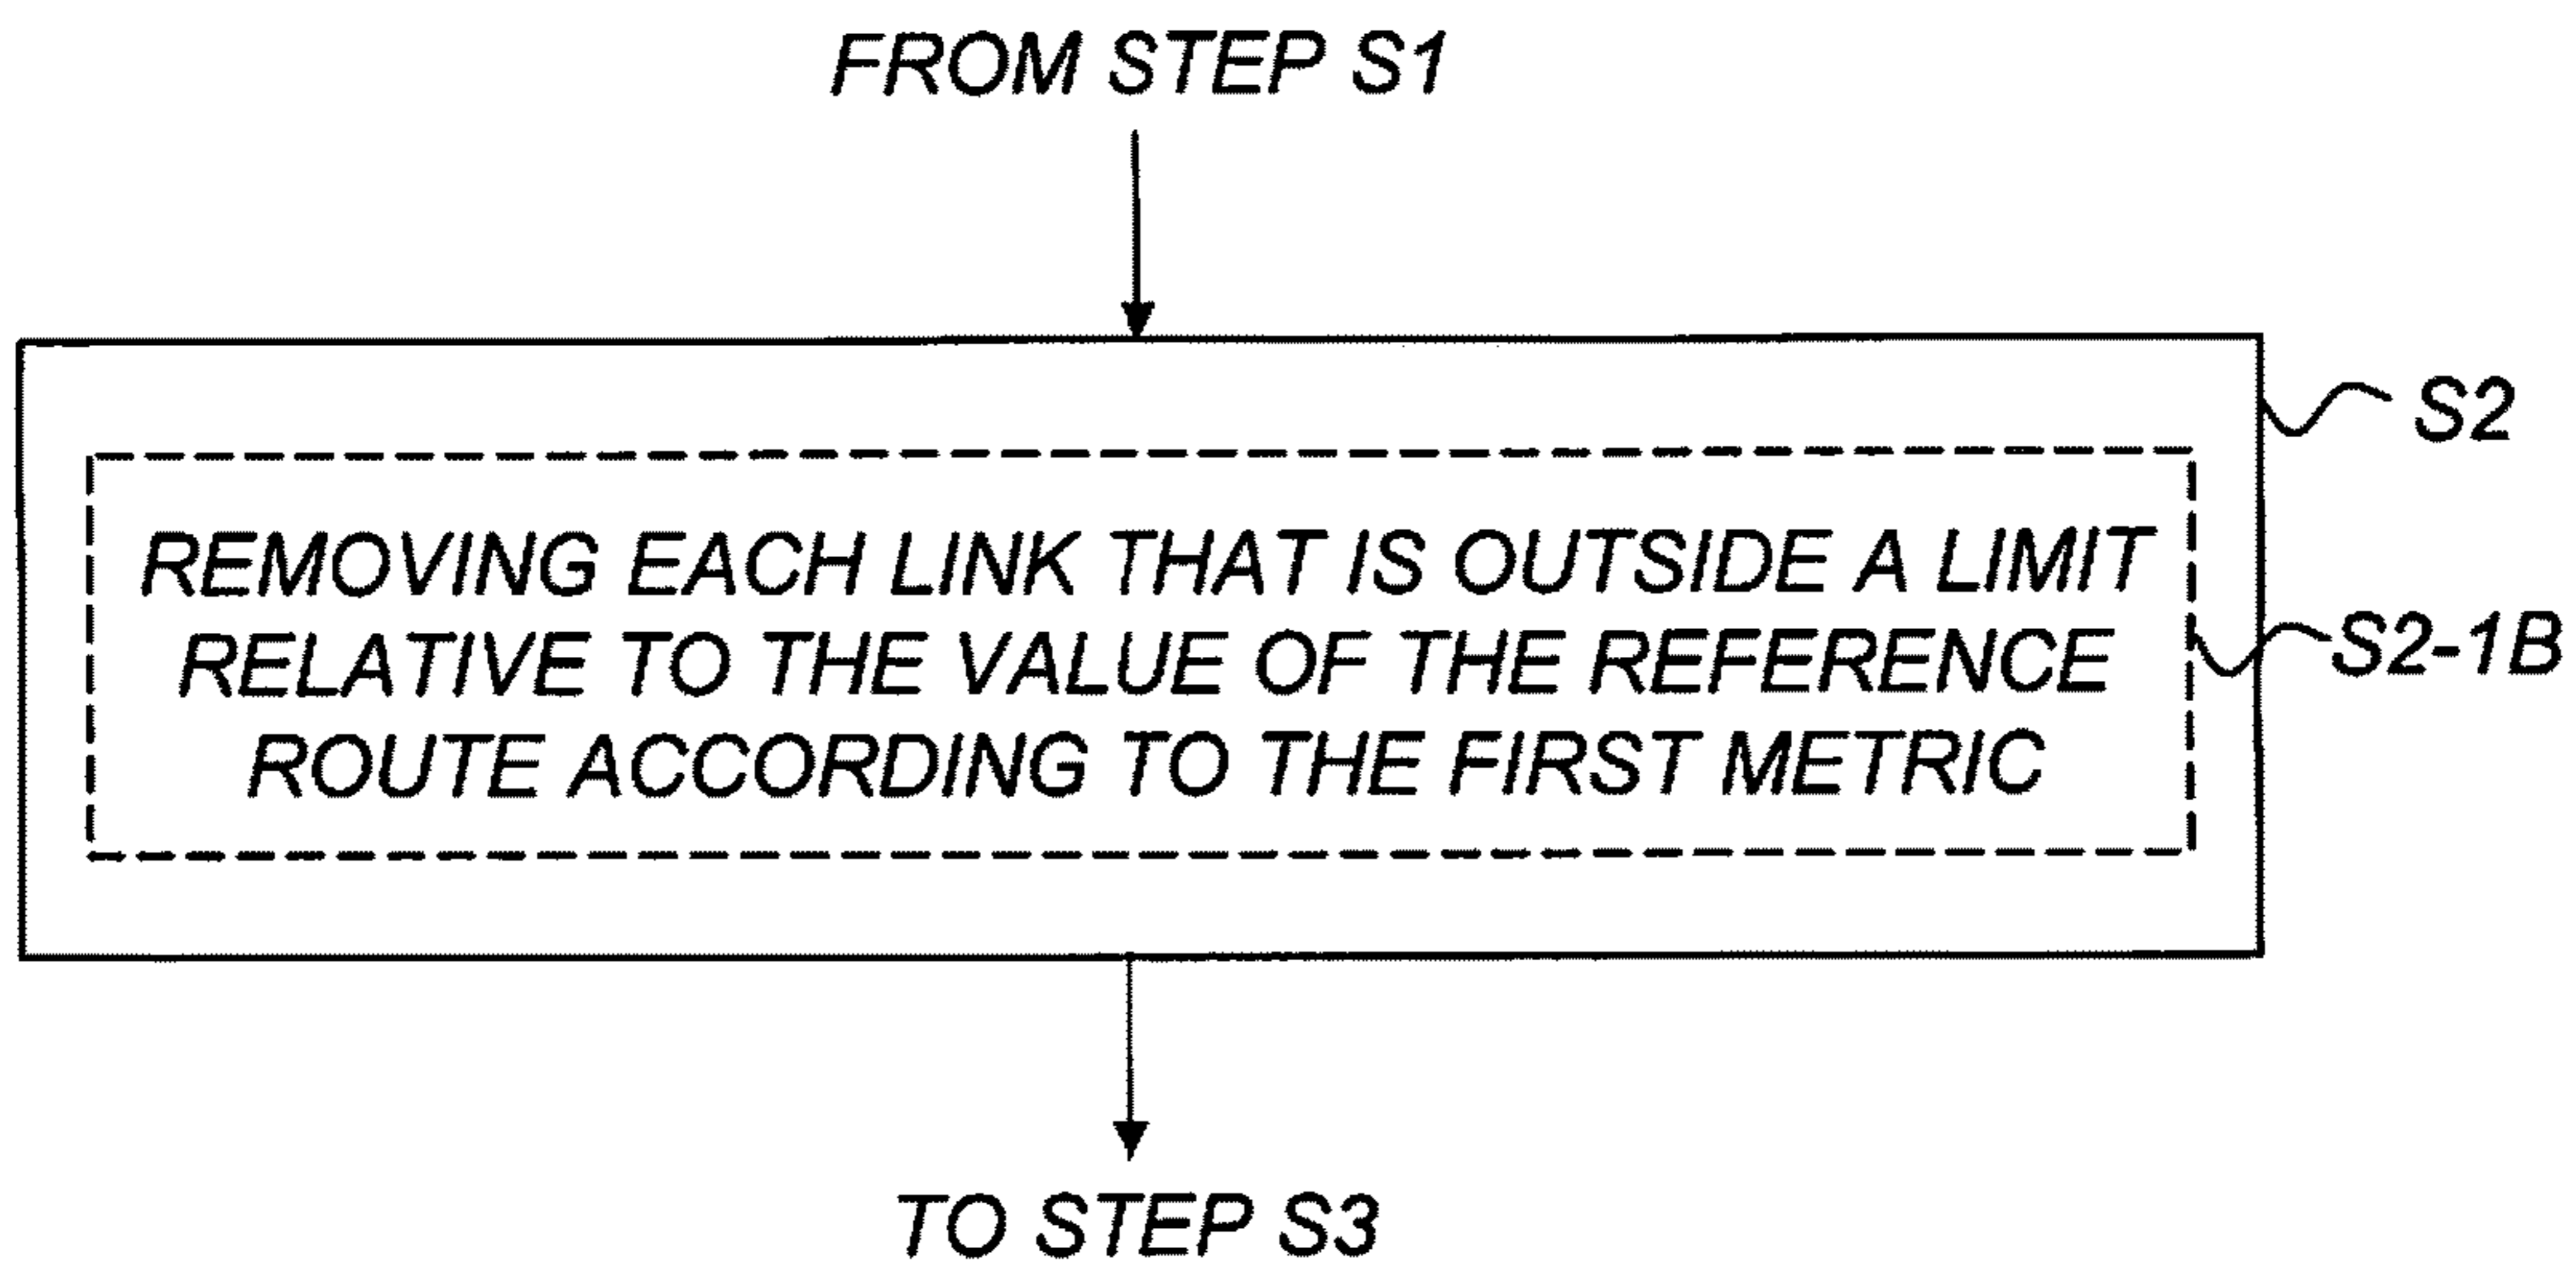 FROM STEP S1
S2
REMOVING EACH LINK THAT IS OUTSIDE A LIMIT
RELATIVE TO THE VALUE OF THE REFERENCE
ROUTE ACCORDING TO THE FIRST METRIC
S2-1B
TO STEP S3